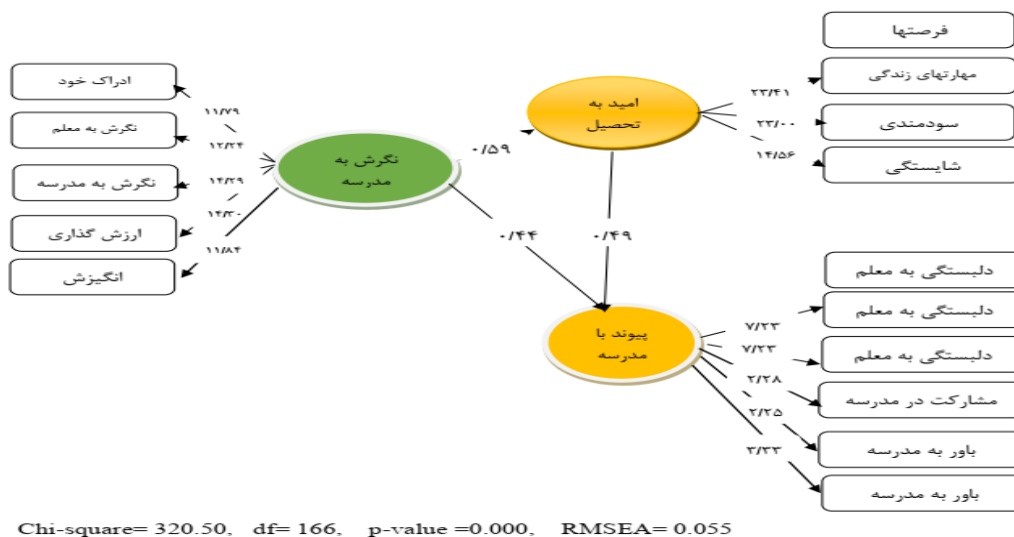 فرصتها
مهارتهای زندگی
سودمندی
شایستگی
۲۳/۴۱
۲۳/۰۰
۱۴/۵۶
امید به
تحصیل
۰/۵۹
نگرش به
مدرسه
ادراک خود
نگرش به معلم
نگرش به مدرسه
ارزش گذاری
انگیزش
۱۱/۷۹
۱۲/۲۴
۱۴/۲۹
۱۴/۳۰
۱۱/۸۴
۰/۴۴
۰/۴۹
پیوند با
مدرسه
دلبستگی به معلم
دلبستگی به معلم
دلبستگی به معلم
مشارکت در مدرسه
باور به مدرسه
باور به مدرسه
۷/۲۳
۷/۲۳
۲/۲۸
۲/۲۵
۳/۳۳
Chi-square= 320.50, df= 166, p-value =0.000, RMSEA= 0.055